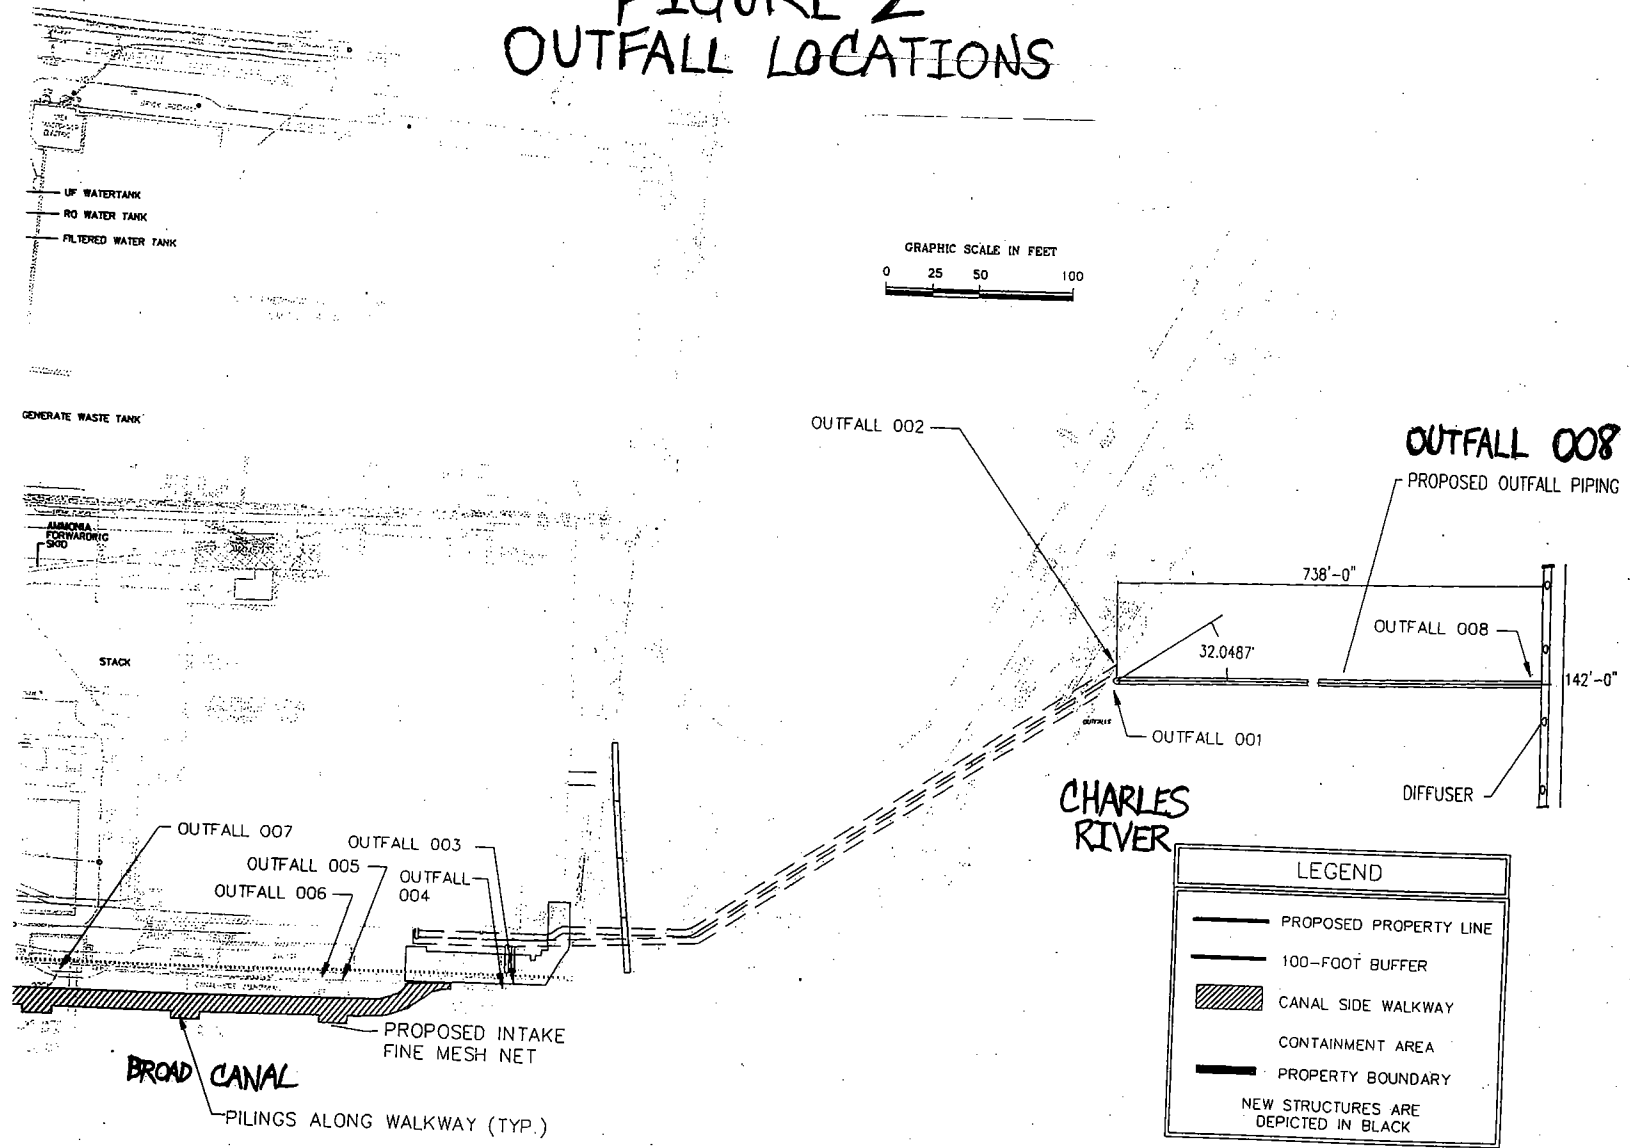 FIGURE 2
OUTFALL LOCATIONS
UF WATERTANK
RO WATER TANK
FILTERED WATER TANK
GRAPHIC SCALE IN FEET
0 25 50 100
GENERATE WASTE TANK
OUTFALL 002
OUTFALL 008
PROPOSED OUTFALL PIPING
AMMONIA
FORWARDING
SKID
738'-0"
OUTFALL 008
32.0487'
142'-0"
STACK
OUTFALLS
OUTFALL 001
DIFFUSER
CHARLES
RIVER
OUTFALL 007
OUTFALL 003
OUTFALL 005
OUTFALL
004
OUTFALL 006
PROPOSED INTAKE
FINE MESH NET
BROAD CANAL
PILINGS ALONG WALKWAY (TYP.)
LEGEND
PROPOSED PROPERTY LINE
100-FOOT BUFFER
CANAL SIDE WALKWAY
CONTAINMENT AREA
PROPERTY BOUNDARY
NEW STRUCTURES ARE
DEPICTED IN BLACK